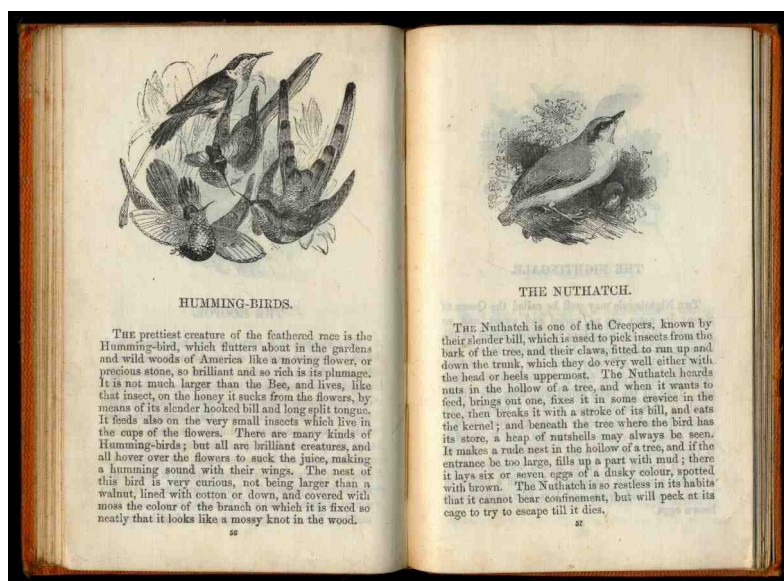 HUMMING-BIRDS.
THE prettiest creature of the feathered race is the
Humming-bird, which flutters about in the gardens
and wild woods of America like a moving flower, or
precious stone, so brilliant and so rich is its plumage.
It is not much larger than the Bee, and lives, like
that insect, on the honey it sucks from the flowers, by
means of its slender hooked bill and long split tongue.
It feeds also on the very small insects which live in
the cups of the flowers. There are many kinds of
Humming-birds; but all are brilliant creatures, and
all hover over the flowers to suck the juice, making
a humming sound with their wings. The nest of
this bird is very curious, not being larger than a
walnut, lined with cotton or down, and covered with
moss the colour of the branch on which it is fixed so
neatly that it looks like a mossy knot in the wood.
56
THE NUTHATCH.
THE Nuthatch is one of the Creepers, known by
their slender bill, which is used to pick insects from the
bark of the tree, and their claws, fitted to run up and
down the trunk, which they do very well either with
the head or heels uppermost. The Nuthatch hoards
nuts in the hollow of a tree, and when it wants to
feed, brings out one, fixes it in some crevice in the
tree, then breaks it with a stroke of its bill, and eats
the kernel; and beneath the tree where the bird has
its store, a heap of nutshells may always be seen.
It makes a rude nest in the hollow of a tree, and if the
entrance be too large, fills up a part with mud; there
it lays six or seven eggs of a dusky colour, spotted
with brown. The Nuthatch is so restless in its habits
that it cannot bear confinement, but will peck at its
cage to try to escape till it dies.
57